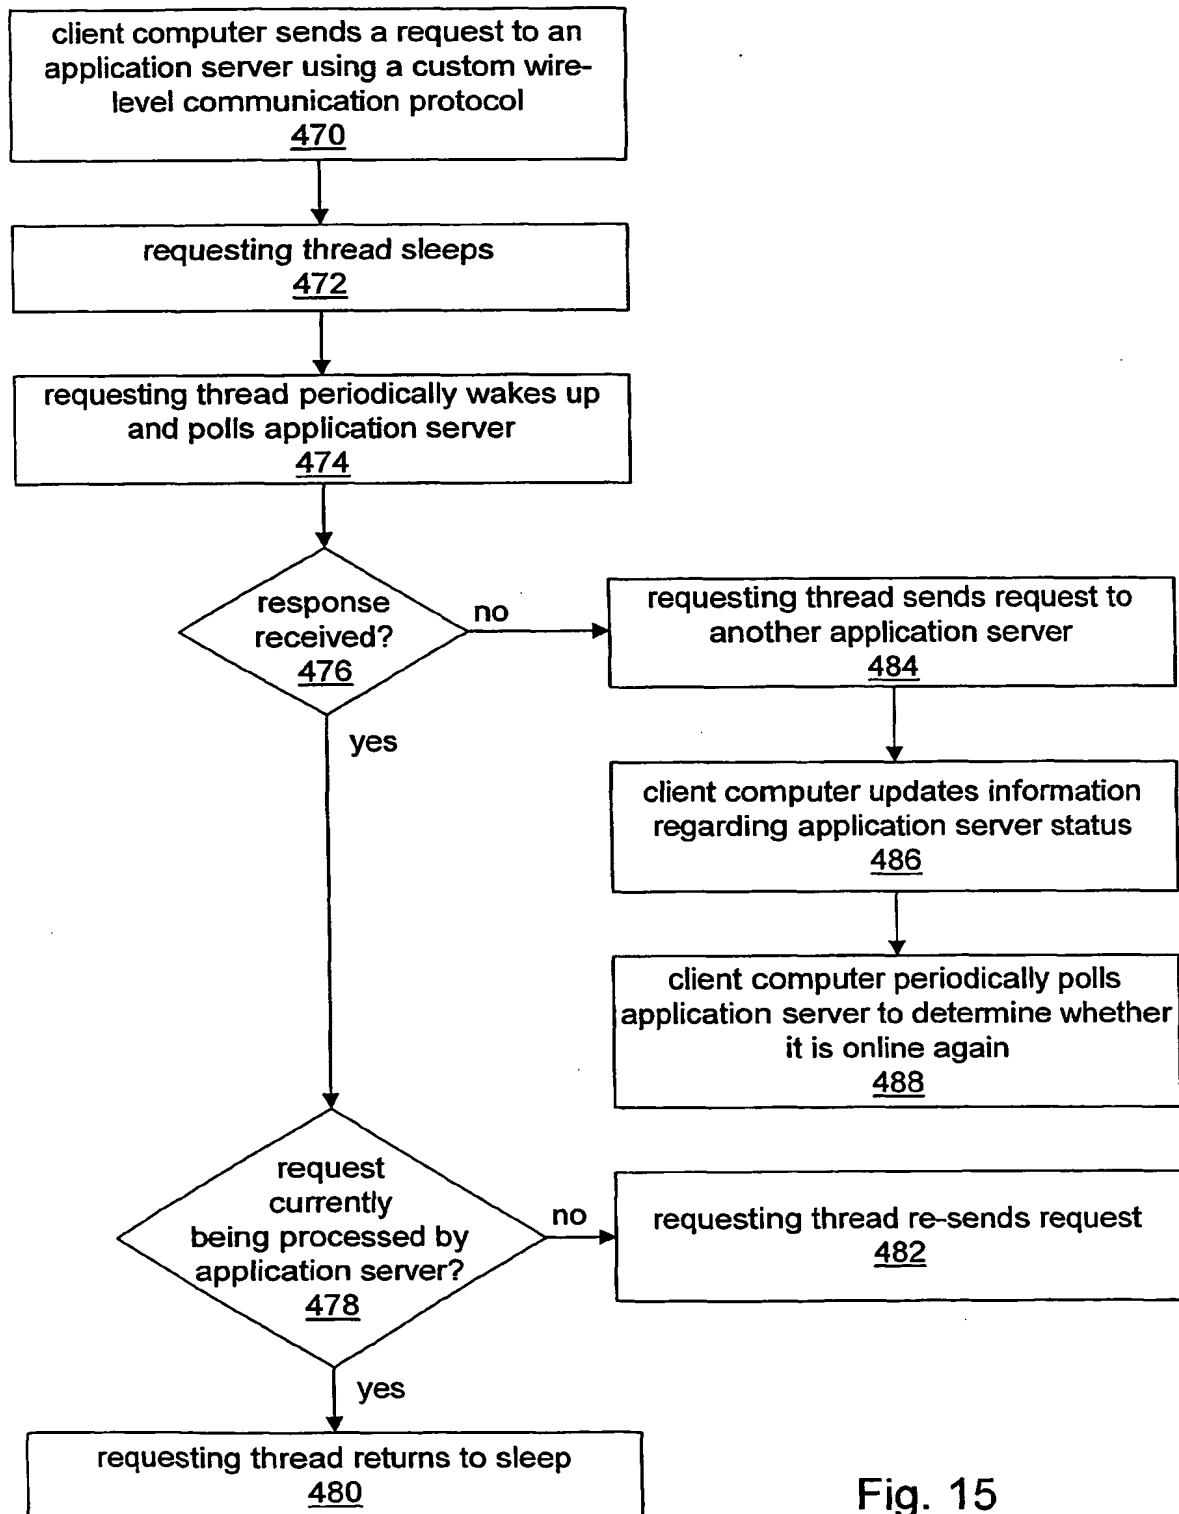 client computer sends a request to an
application server using a custom wire-
level communication protocol
470
requesting thread sleeps
472
requesting thread periodically wakes up
and polls application server
474
response
received?
476
no
requesting thread sends request to
another application server
484
yes
client computer updates information
regarding application server status
486
client computer periodically polls
application server to determine whether
it is online again
488
request
currently
being processed by
application server?
478
no
requesting thread re-sends request
482
yes
requesting thread returns to sleep
480
Fig. 15